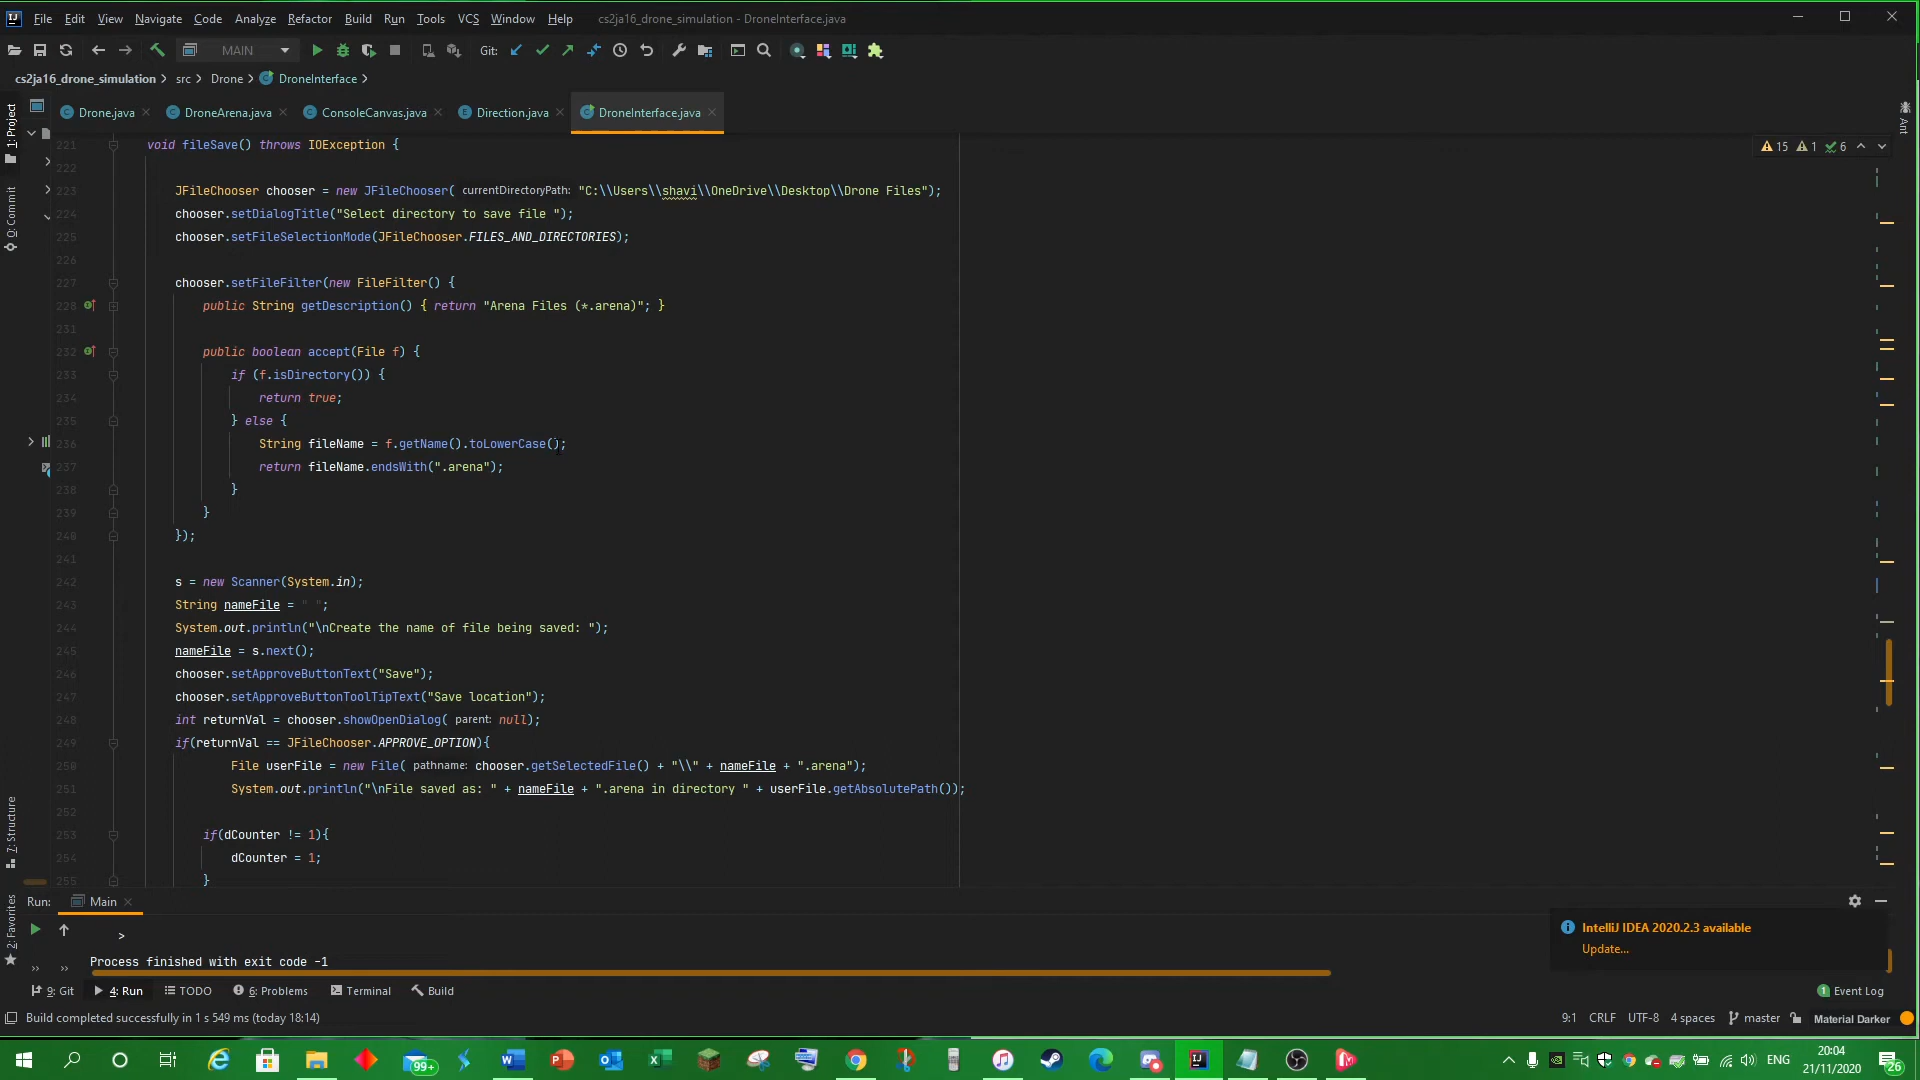 File Edit View Navigate Code Analyze Refactor Build Run Tools VCS Window Help cs2ja16_drone_simulation - DroneInterface.java
MAIN Git:
cs2ja16_drone_simulation src Drone DroneInterface
Drone.java DroneArena.java ConsoleCanvas.java Direction.java DroneInterface.java
1: Project
0: Commit
7: Structure
2: Favorites
Ant
15 1 6
221 void fileSave() throws IOException {
222
223 JFileChooser chooser = new JFileChooser( currentDirectoryPath: "C:\\Users\\shavi\\OneDrive\\Desktop\\Drone Files");
224 chooser.setDialogTitle("Select directory to save file ");
225 chooser.setFileSelectionMode(JFileChooser.FILES_AND_DIRECTORIES);
226
227 chooser.setFileFilter(new FileFilter() {
228 public String getDescription() { return "Arena Files (*.arena)"; }
231
232 public boolean accept(File f) {
233 if (f.isDirectory()) {
234 return true;
235 } else {
236 String fileName = f.getName().toLowerCase();
237 return fileName.endsWith(".arena");
238 }
239 }
240 });
241
242 s = new Scanner(System.in);
243 String nameFile = " ";
244 System.out.println("\nCreate the name of file being saved: ");
245 nameFile = s.next();
246 chooser.setApproveButtonText("Save");
247 chooser.setApproveButtonToolTipText("Save location");
248 int returnVal = chooser.showOpenDialog( parent: null);
249 if(returnVal == JFileChooser.APPROVE_OPTION){
250 File userFile = new File( pathname: chooser.getSelectedFile() + "\\" + nameFile + ".arena");
251 System.out.println("\nFile saved as: " + nameFile + ".arena in directory " + userFile.getAbsolutePath());
252
253 if(dCounter != 1){
254 dCounter = 1;
255 }
Run: Main
>
Process finished with exit code -1
IntelliJ IDEA 2020.2.3 available
Update...
9: Git 4: Run TODO 6: Problems Terminal Build 1 Event Log
Build completed successfully in 1 s 549 ms (today 18:14) 9:1 CRLF UTF-8 4 spaces master Material Darker
99+ ENG 20:04
21/11/2020 26